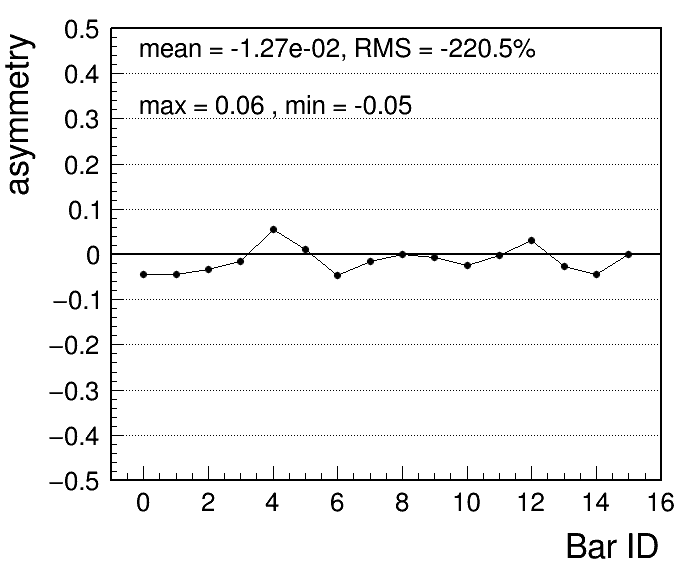 mean = -1.27e-02, RMS = -220.5%
max = 0.06 , min = -0.05
asymmetry
0.5
0.4
0.3
0.2
0.1
0
−0.1
−0.2
−0.3
−0.4
−0.5
0 2 4 6 8 10 12 14 16
Bar ID